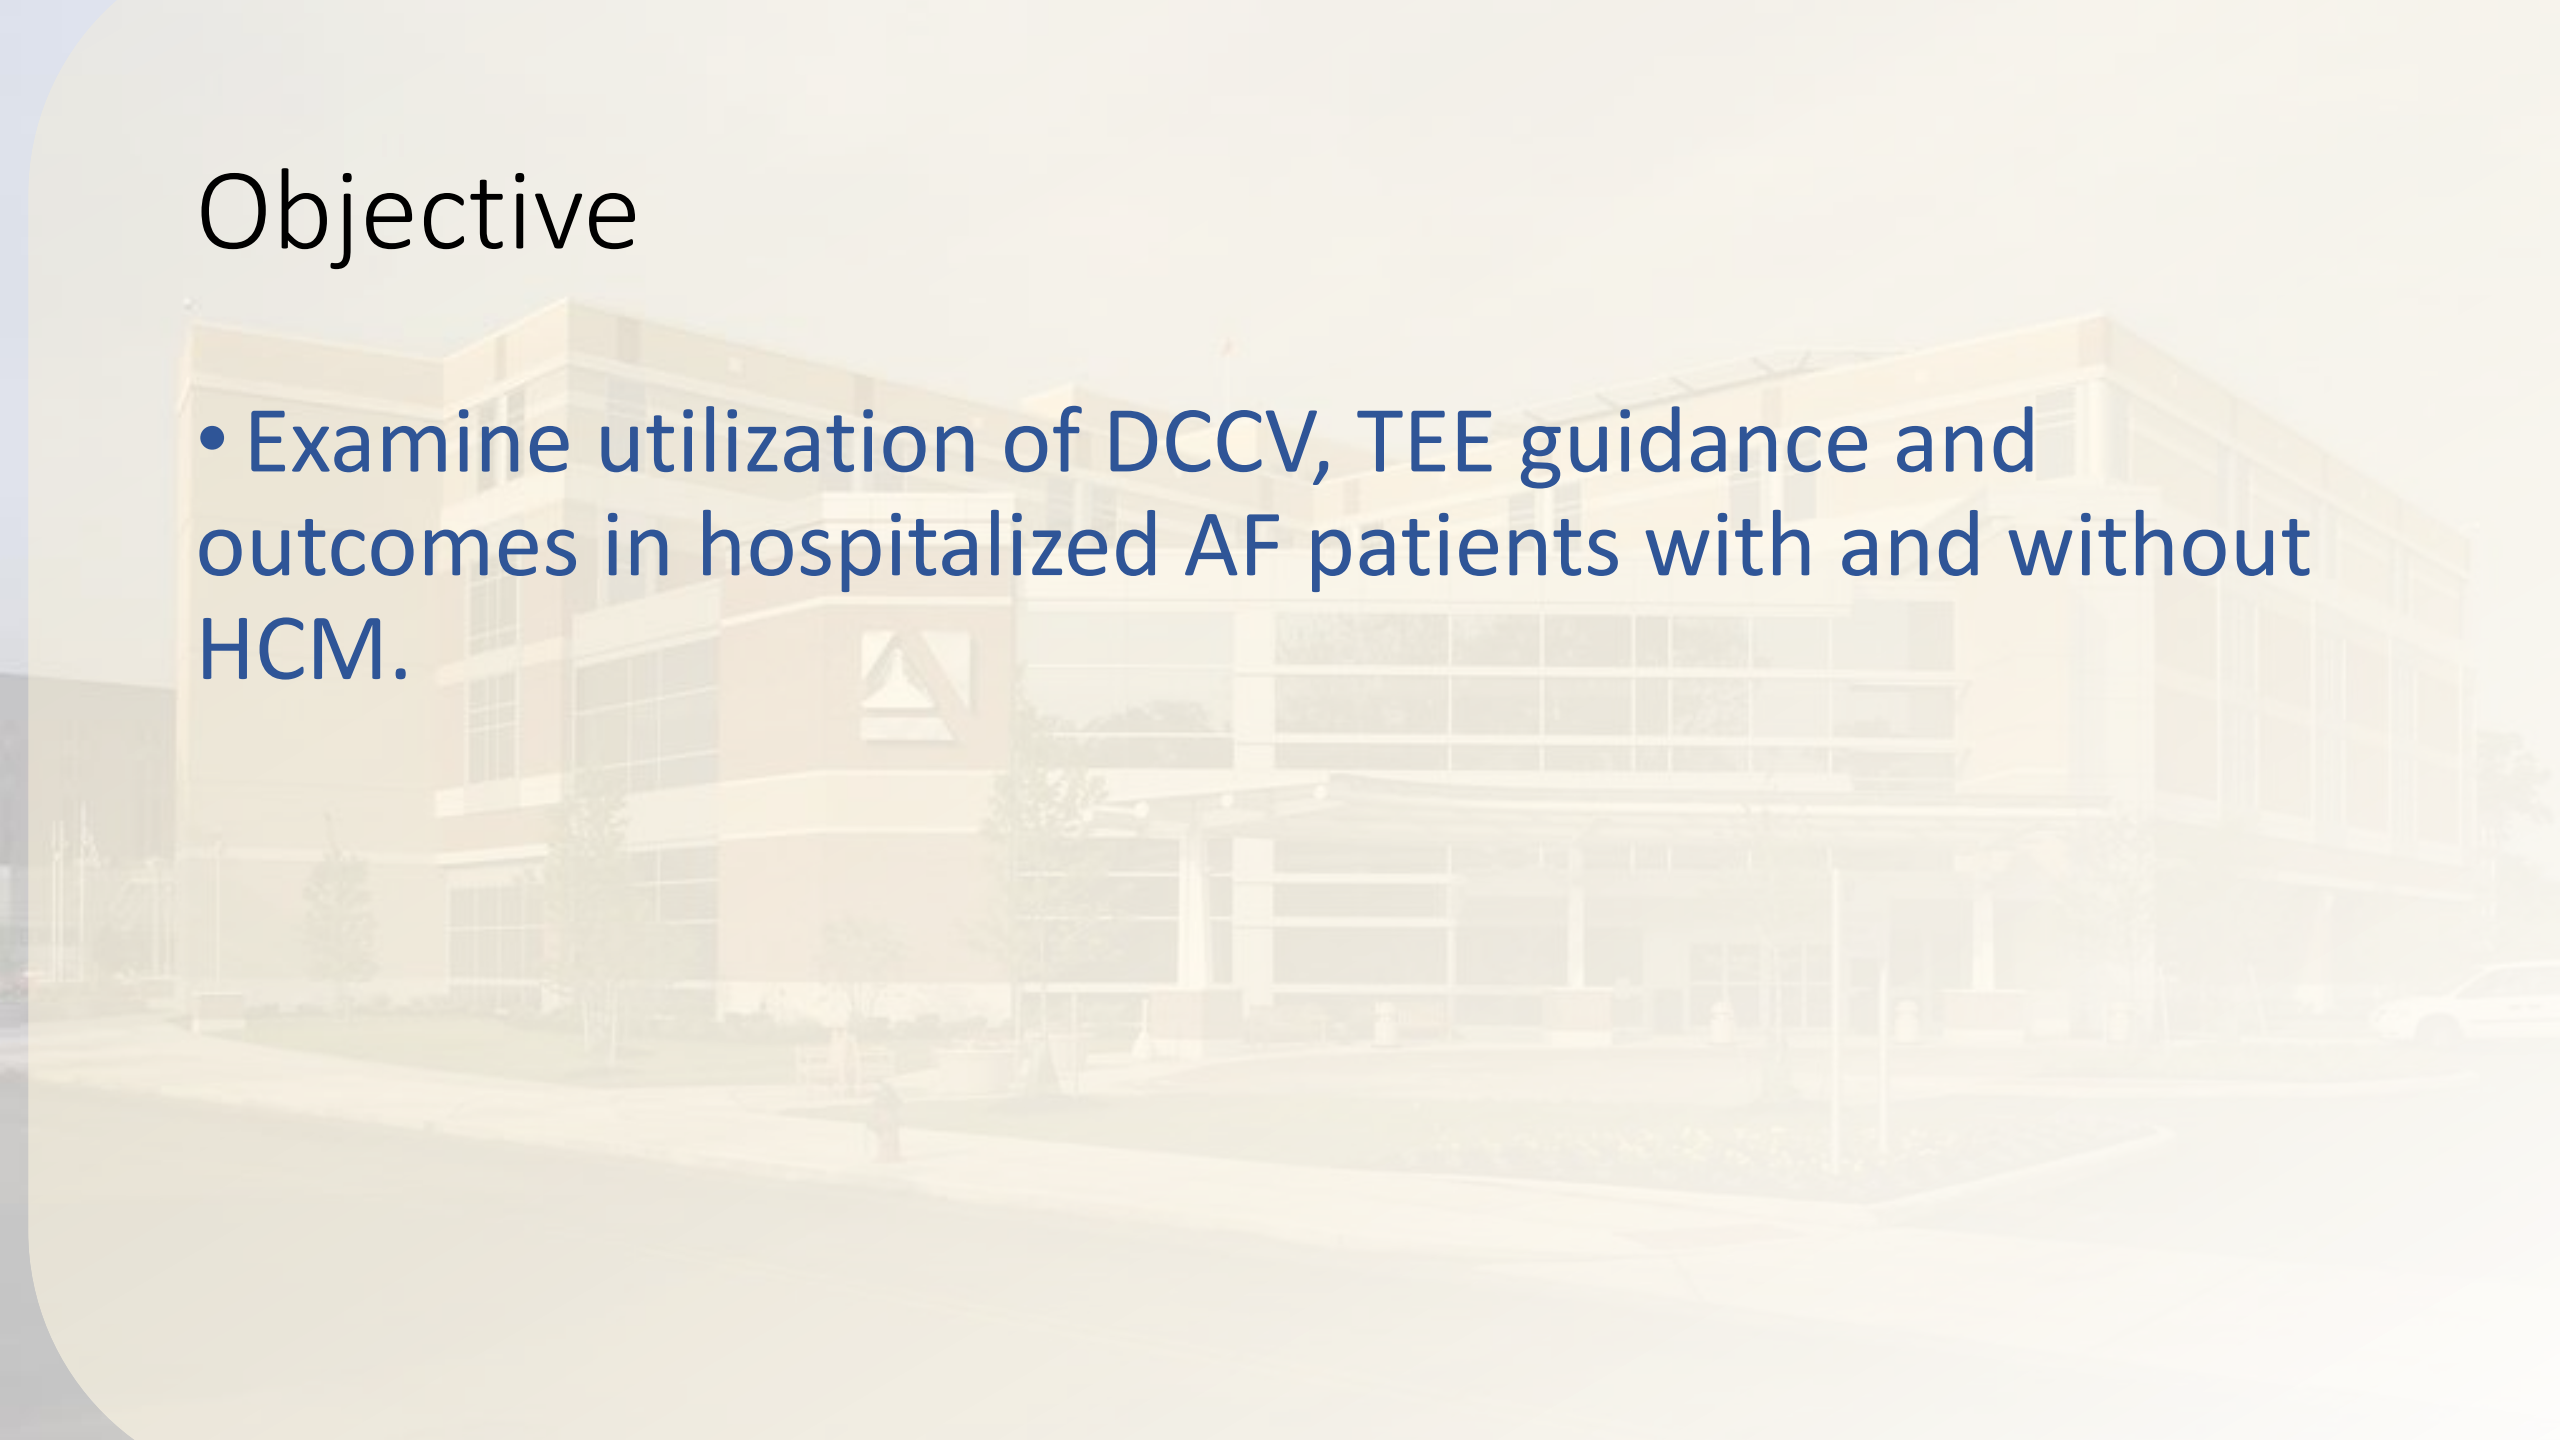 Objective
• Examine utilization of DCCV, TEE guidance and
outcomes in hospitalized AF patients with and without
HCM.